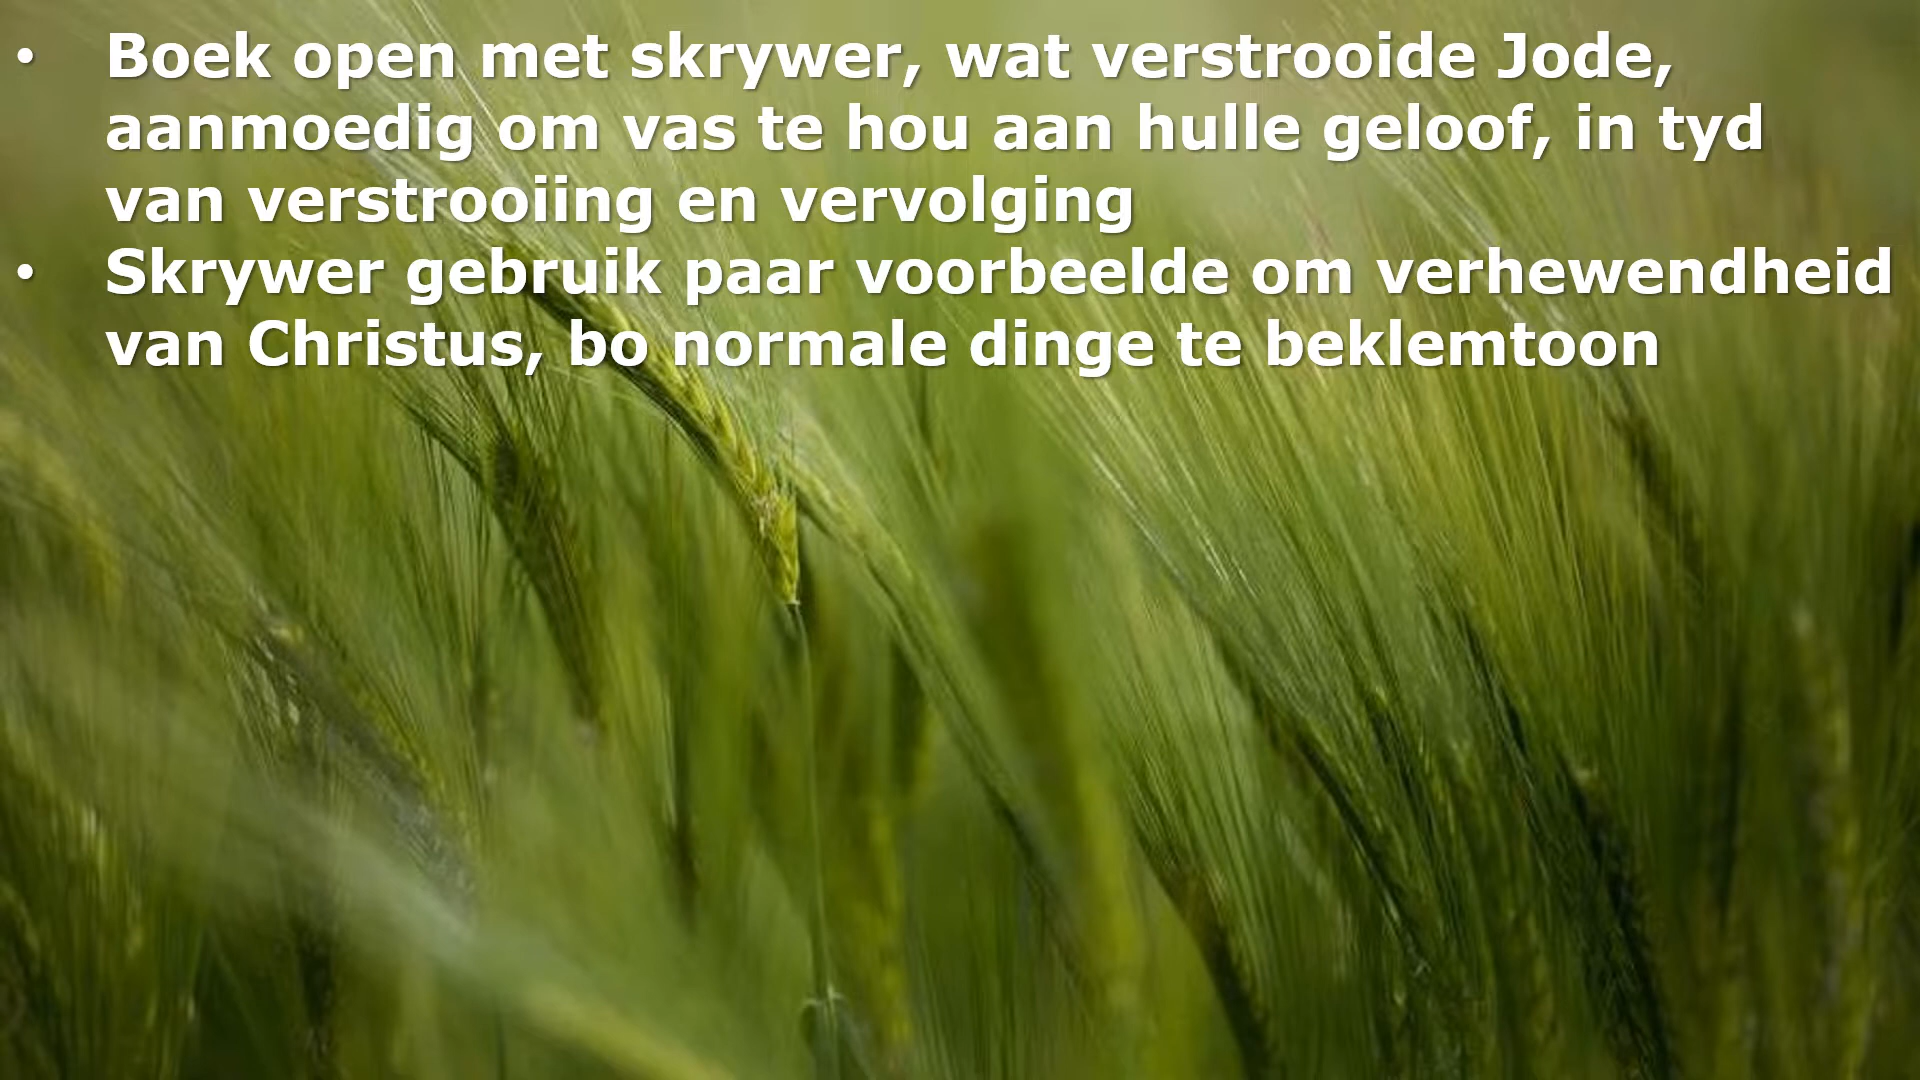 • Boek open met skrywer, wat verstrooide Jode,
aanmoedig om vas te hou aan hulle geloof, in tyd
van verstrooiing en vervolging
• Skrywer gebruik paar voorbeelde om verhewendheid
van Christus, bo normale dinge te beklemtoon